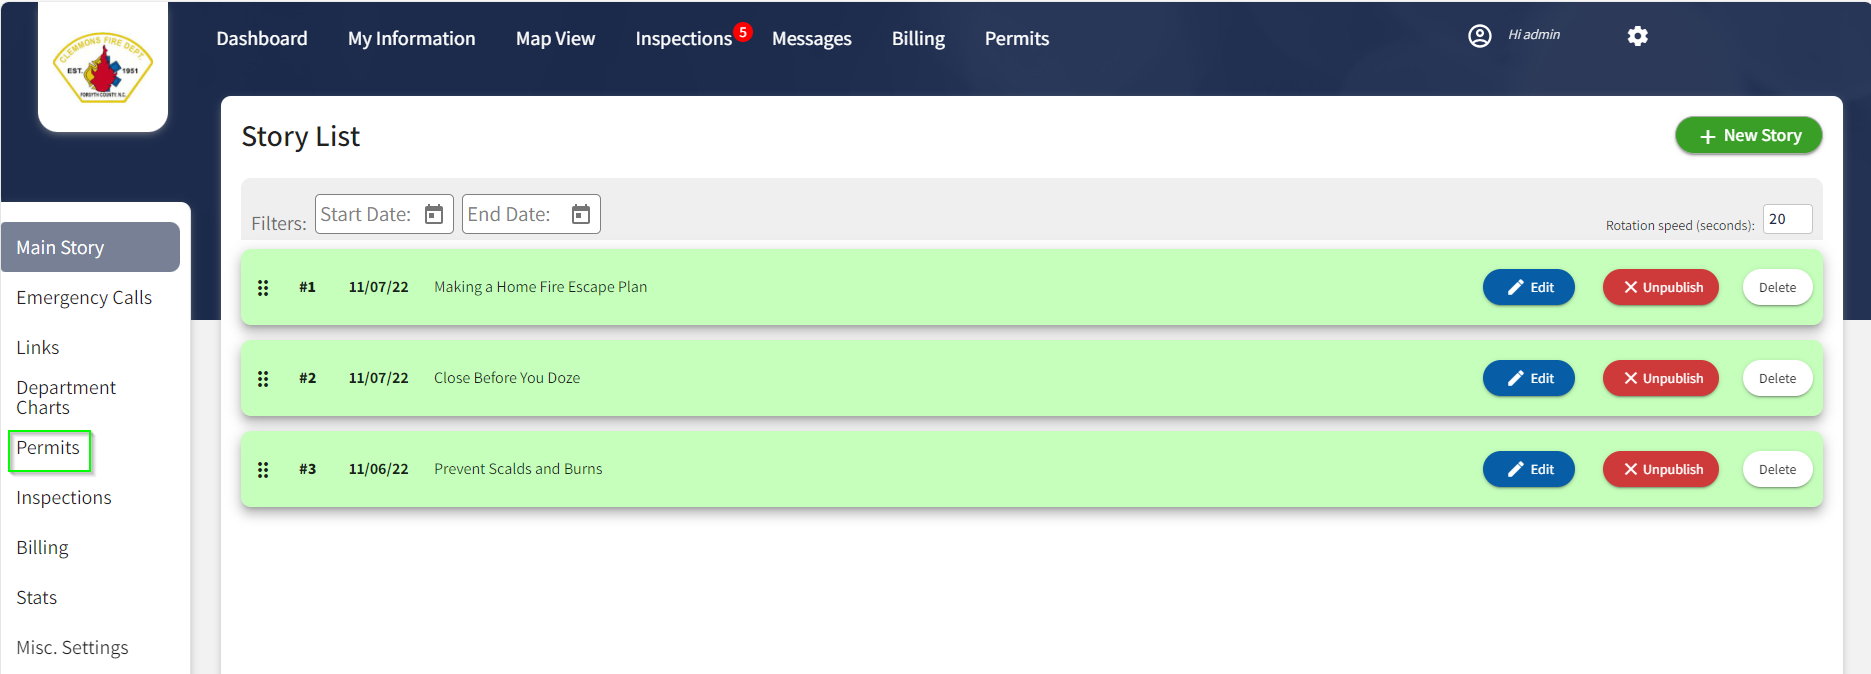 CLEMMONS FIRE DEPT.
EST. 1951
FORSYTH COUNTY N.C.
Dashboard My Information Map View Inspections 5 Messages Billing Permits Hi admin
Story List
New Story
Filters: Start Date: End Date: Rotation speed (seconds): 20
#1 11/07/22 Making a Home Fire Escape Plan Edit Unpublish Delete
#2 11/07/22 Close Before You Doze Edit Unpublish Delete
#3 11/06/22 Prevent Scalds and Burns Edit Unpublish Delete
Main Story
Emergency Calls
Links
Department
Charts
Permits
Inspections
Billing
Stats
Misc. Settings